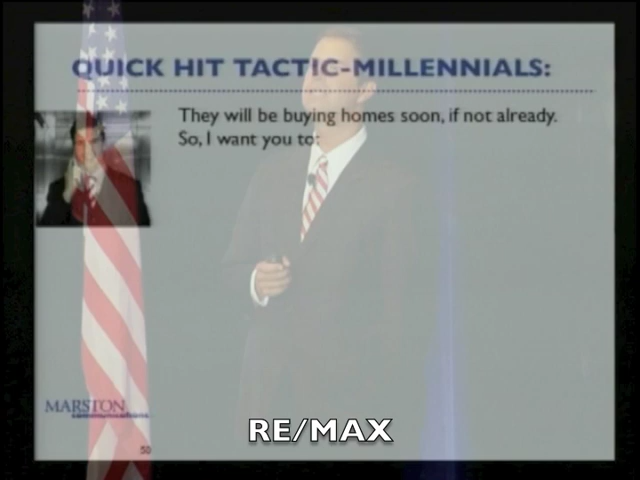 QUICK HIT TACTIC-MILLENNIALS:
They will be buying homes soon, if not already.
So, I want you to:
MARSTON
communications
50
RE/MAX